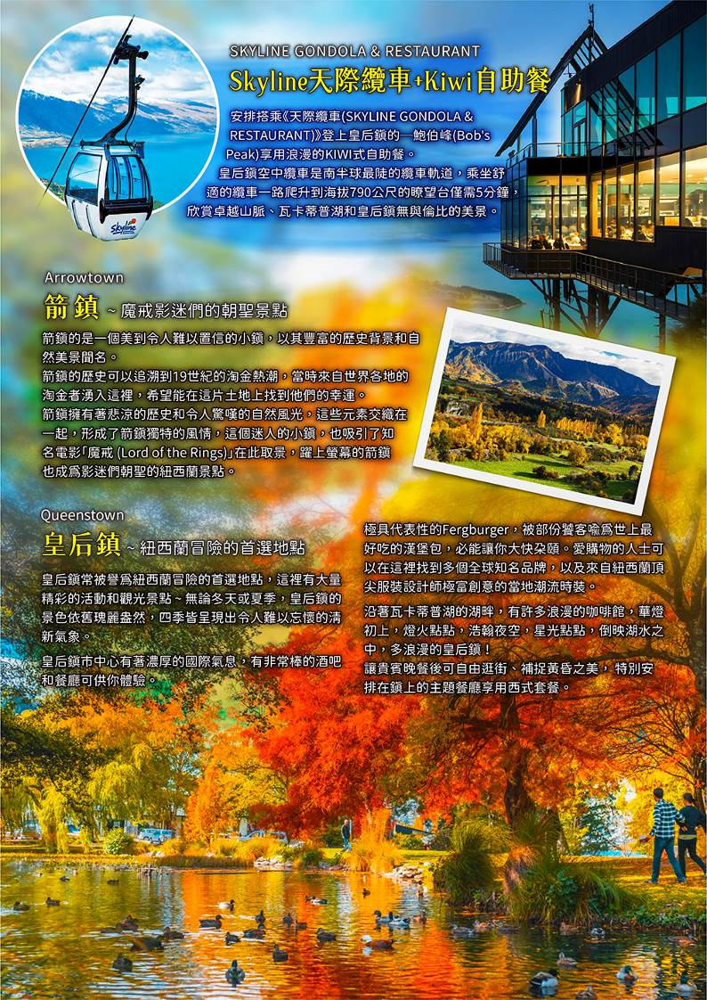 SKYLINE GONDOLA & RESTAURANT
Skyline天際纜車+Kiwi自助餐
安排搭乘《天際纜車(SKYLINE GONDOLA &
RESTAURANT)》登上皇后鎮的─鮑伯峰(Bob's
Peak)享用浪漫的KIWI式自助餐。
皇后鎮空中纜車是南半球最陡的纜車軌道，乘坐舒
適的纜車一路爬升到海拔790公尺的瞭望台僅需5分鐘，
欣賞卓越山脈、瓦卡蒂普湖和皇后鎮無與倫比的美景。
Skyline
Arrowtown
箭鎮 ~ 魔戒影迷們的朝聖景點
箭鎮的是一個美到令人難以置信的小鎮，以其豐富的歷史背景和自
然美景聞名。
箭鎮的歷史可以追溯到19世紀的淘金熱潮，當時來自世界各地的
淘金者湧入這裡，希望能在這片土地上找到他們的幸運。
箭鎮擁有著悲涼的歷史和令人驚嘆的自然風光，這些元素交織在
一起，形成了箭鎮獨特的風情，這個迷人的小鎮，也吸引了知
名電影「魔戒 (Lord of the Rings)」在此取景，躍上螢幕的箭鎮
也成為影迷們朝聖的紐西蘭景點。
Queenstown
皇后鎮 ~ 紐西蘭冒險的首選地點
皇后鎮常被譽為紐西蘭冒險的首選地點，這裡有大量
精彩的活動和觀光景點 ~ 無論冬天或夏季，皇后鎮的
景色依舊瑰麗盎然，四季皆呈現出令人難以忘懷的清
新氣象。
皇后鎮市中心有著濃厚的國際氣息，有非常棒的酒吧
和餐廳可供你體驗。
極具代表性的Fergburger，被部份饕客喻為世上最
好吃的漢堡包，必能讓你大快朵頤。愛購物的人士可
以在這裡找到多個全球知名品牌，以及來自紐西蘭頂
尖服裝設計師極富創意的當地潮流時裝。
沿著瓦卡蒂普湖的湖畔，有許多浪漫的咖啡館，華燈
初上，燈火點點，浩翰夜空，星光點點，倒映湖水之
中，多浪漫的皇后鎮！
讓貴賓晚餐後可自由逛街、補捉黃昏之美， 特別安
排在鎮上的主題餐廳享用西式套餐。